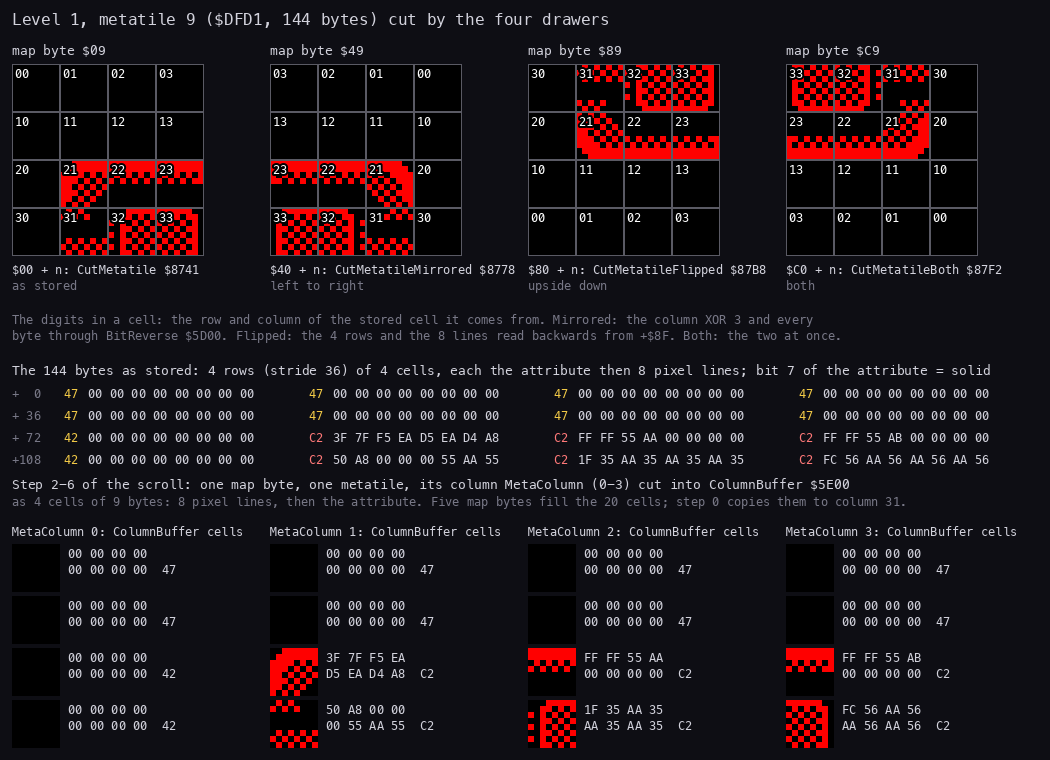 Level 1, metatile 9 ($DFD1, 144 bytes) cut by the four drawers
map byte $09
map byte $49
map byte $89
map byte $C9
00 01 02 03
03 02 01 00
30 31 32 33
33 32 31 30
10 11 12 13
13 12 11 10
20 21 22 23
23 22 21 20
20 21 22 23
23 22 21 20
10 11 12 13
13 12 11 10
30 31 32 33
33 32 31 30
00 01 02 03
03 02 01 00
$00 + n: CutMetatile $8741
$40 + n: CutMetatileMirrored $8778
$80 + n: CutMetatileFlipped $87B8
$C0 + n: CutMetatileBoth $87F2
as stored
left to right
upside down
both
The digits in a cell: the row and column of the stored cell it comes from. Mirrored: the column XOR 3 and every
byte through BitReverse $5D00. Flipped: the 4 rows and the 8 lines read backwards from +$8F. Both: the two at once.
The 144 bytes as stored: 4 rows (stride 36) of 4 cells, each the attribute then 8 pixel lines; bit 7 of the attribute = solid
+ 0 47 00 00 00 00 00 00 00 00 47 00 00 00 00 00 00 00 00 47 00 00 00 00 00 00 00 00 47 00 00 00 00 00 00 00 00
+ 36 47 00 00 00 00 00 00 00 00 47 00 00 00 00 00 00 00 00 47 00 00 00 00 00 00 00 00 47 00 00 00 00 00 00 00 00
+ 72 42 00 00 00 00 00 00 00 00 C2 3F 7F F5 EA D5 EA D4 A8 C2 FF FF 55 AA 00 00 00 00 C2 FF FF 55 AB 00 00 00 00
+108 42 00 00 00 00 00 00 00 00 C2 50 A8 00 00 00 55 AA 55 C2 1F 35 AA 35 AA 35 AA 35 C2 FC 56 AA 56 AA 56 AA 56
Step 2–6 of the scroll: one map byte, one metatile, its column MetaColumn (0–3) cut into ColumnBuffer $5E00
as 4 cells of 9 bytes: 8 pixel lines, then the attribute. Five map bytes fill the 20 cells; step 0 copies them to column 31.
MetaColumn 0: ColumnBuffer cells
MetaColumn 1: ColumnBuffer cells
MetaColumn 2: ColumnBuffer cells
MetaColumn 3: ColumnBuffer cells
00 00 00 00
00 00 00 00
00 00 00 00
00 00 00 00
00 00 00 00 47
00 00 00 00 47
00 00 00 00 47
00 00 00 00 47
00 00 00 00
00 00 00 00
00 00 00 00
00 00 00 00
00 00 00 00 47
00 00 00 00 47
00 00 00 00 47
00 00 00 00 47
00 00 00 00
3F 7F F5 EA
FF FF 55 AA
FF FF 55 AB
00 00 00 00 42
D5 EA D4 A8 C2
00 00 00 00 C2
00 00 00 00 C2
00 00 00 00
50 A8 00 00
1F 35 AA 35
FC 56 AA 56
00 00 00 00 42
00 55 AA 55 C2
AA 35 AA 35 C2
AA 56 AA 56 C2